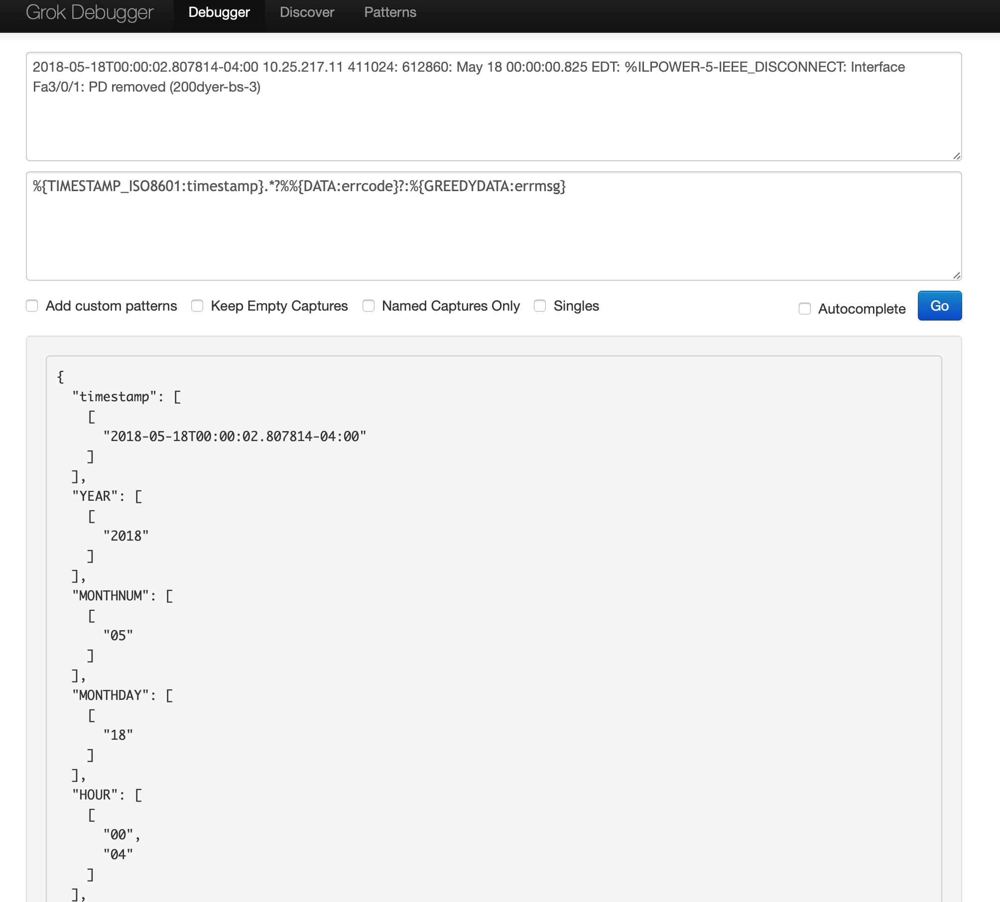 Grok Debugger Debugger Discover Patterns
2018-05-18T00:00:02.807814-04:00 10.25.217.11 411024: 612860: May 18 00:00:00.825 EDT: %ILPOWER-5-IEEE_DISCONNECT: Interface
Fa3/0/1: PD removed (200dyer-bs-3)
%{TIMESTAMP_ISO8601:timestamp}.*?%%{DATA:errcode}?:%{GREEDYDATA:errmsg}
Add custom patterns Keep Empty Captures Named Captures Only Singles Autocomplete Go
{
"timestamp": [
[
"2018-05-18T00:00:02.807814-04:00"
]
],
"YEAR": [
[
"2018"
]
],
"MONTHNUM": [
[
"05"
]
],
"MONTHDAY": [
[
"18"
]
],
"HOUR": [
[
"00",
"04"
]
],